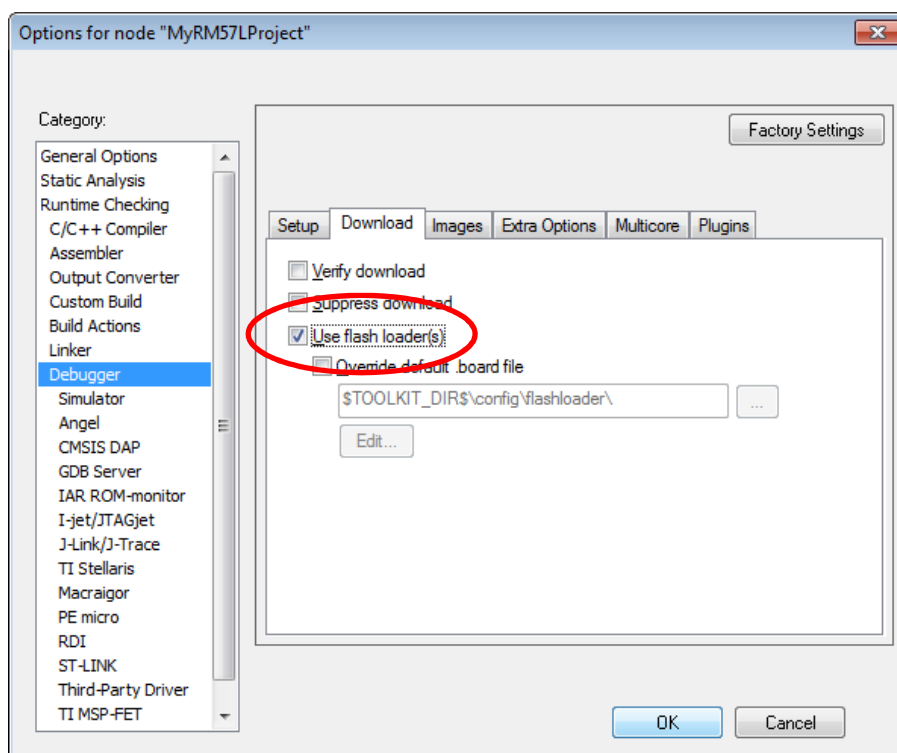 Options for node "MyRM57LProject"
Category:
Factory Settings
General Options
Static Analysis
Runtime Checking
C/C++ Compiler
Assembler
Output Converter
Custom Build
Build Actions
Linker
Debugger
Simulator
Angel
CMSIS DAP
GDB Server
IAR ROM-monitor
I-jet/JTAGjet
J-Link/J-Trace
TI Stellaris
Macraigor
PE micro
RDI
ST-LINK
Third-Party Driver
TI MSP-FET
Setup Download Images Extra Options Multicore Plugins
Verify download
Suppress download
Use flash loader(s)
Override default .board file
$TOOLKIT_DIR$\config\flashloader\
...
Edit...
OK Cancel